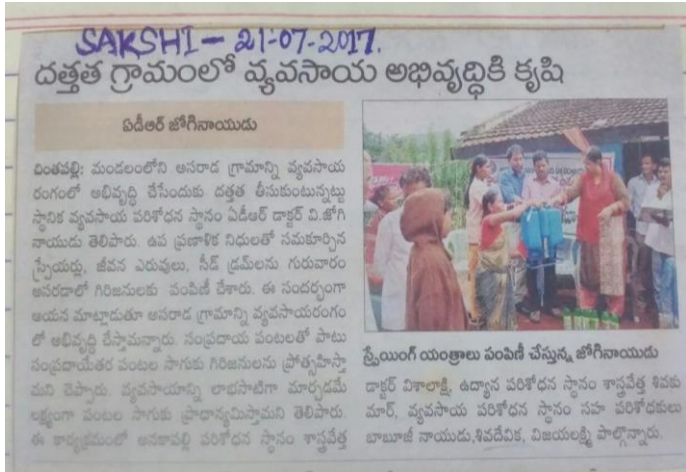 SAKSHI - 21-07-2017.
దత్తత గ్రామంలో వ్యవసాయ అభివృద్ధికి కృషి
ఏడీఆర్ జోగినాయుడు
చింతపల్లి: మండలంలోని అసరాడ గ్రామాన్ని వ్యవసాయ
రంగంలో అభివృద్ధి చేసేందుకు దత్తత తీసుకుంటున్నట్టు
స్థానిక వ్యవసాయ పరిశోధన స్థానం ఏడీఆర్ డాక్టర్ వి.జోగి
నాయుడు తెలిపారు. ఉప ప్రణాళిక నిధులతో సమకూర్చిన
స్ప్రేయర్లు, జీవన ఎరువులు, సీడ్ డ్రమ్‌లను గురువారం
అసరడాలో గిరిజనులకు పంపిణీ చేశారు. ఈ సందర్భంగా
ఆయన మాట్లాడుతూ అసరాడ గ్రామాన్ని వ్యవసాయరంగం
లో అభివృద్ధి చేస్తామన్నారు. సంప్రదాయ పంటలతో పాటు
సంప్రదాయేతర పంటల సాగుకు గిరిజనులను ప్రోత్సహిస్తా
మని చెప్పారు. వ్యవసాయాన్ని లాభసాటిగా మార్చడమే
లక్ష్యంగా పంటల సాగుకు ప్రాధాన్యమిస్తామని తెలిపారు.
ఈ కార్యక్రమంలో అనకాపల్లి పరిశోధన స్థానం శాస్త్రవేత్త
స్ప్రేయింగ్ యంత్రాలు పంపిణీ చేస్తున్న జోగినాయుడు
డాక్టర్ విశాలాక్షి, ఉద్యాన పరిశోధన స్థానం శాస్త్రవేత్త శివకు
మార్, వ్యవసాయ పరిశోధన స్థానం సహ పరిశోధకులు
బాబూజీ నాయుడు,శివదేవిక, విజయలక్ష్మి పాల్గొన్నారు.